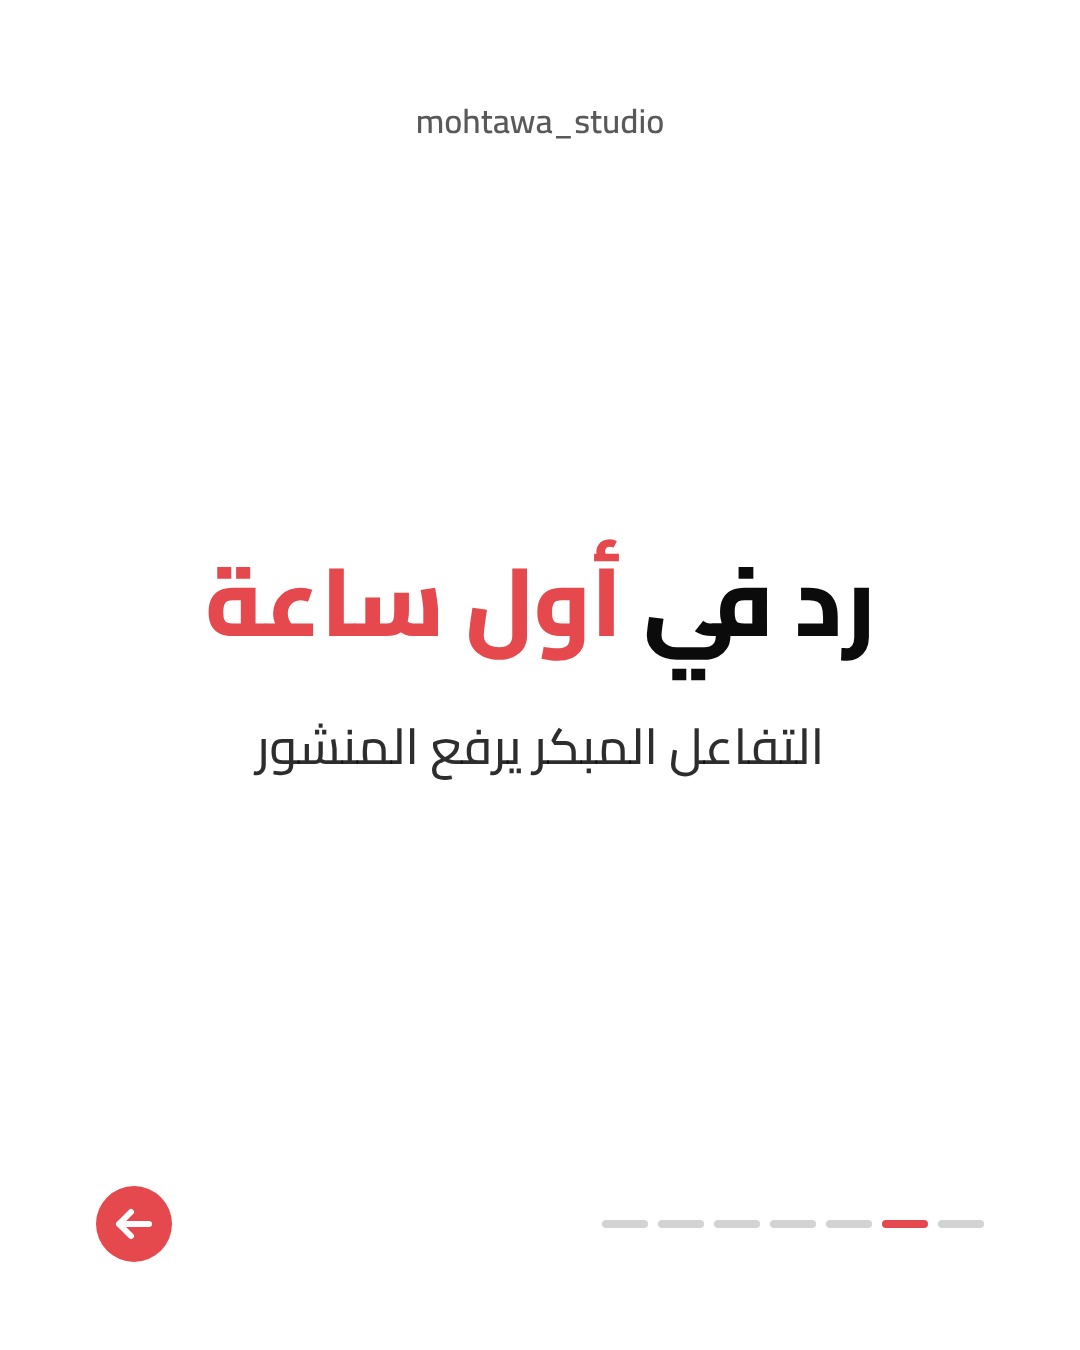 mohtawa_studio
رد في أول ساعة
التفاعل المبكر يرفع المنشور